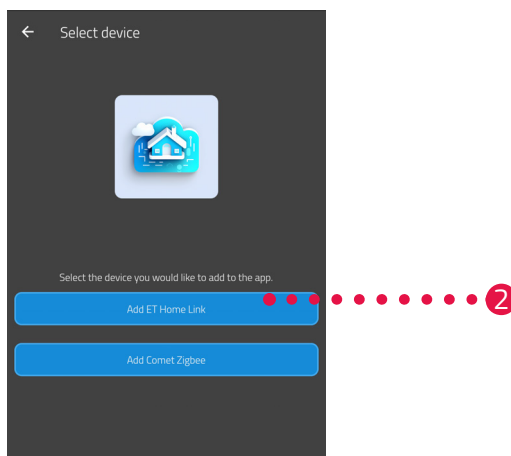 Select device
Select the device you would like to add to the app.
Add ET Home Link
2
Add Comet Zigbee